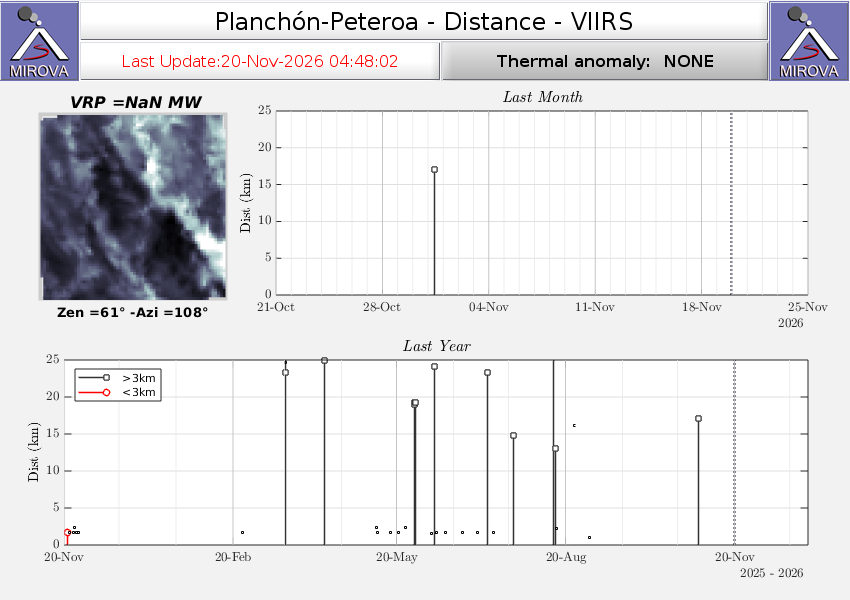 Planchón-Peteroa - Distance - VIIRS
MIROVA
Last Update:20-Nov-2026 04:48:02
Thermal anomaly: NONE
MIROVA
VRP =NaN MW
Zen =61° -Azi =108°
Last Month
Dist (km)
25
20
15
10
5
0
21-Oct
28-Oct
04-Nov
11-Nov
18-Nov
25-Nov
2026
Last Year
Dist (km)
25
20
15
10
5
0
>3km
<3km
20-Nov
20-Feb
20-May
20-Aug
20-Nov
2025 - 2026